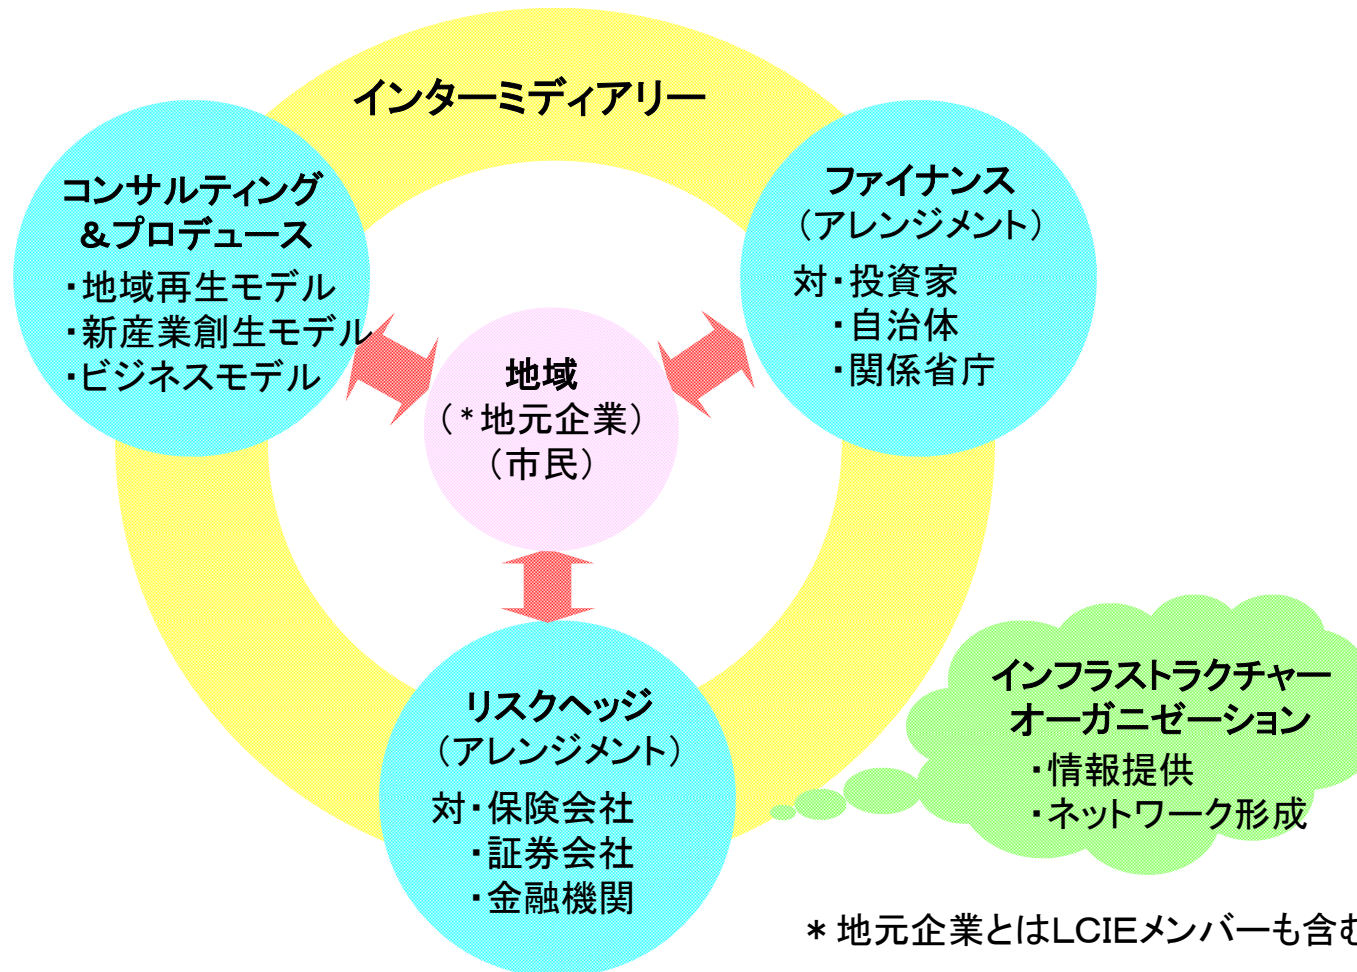 インターミディアリー
コンサルティング
&プロデュース
・地域再生モデル
・新産業創生モデル
・ビジネスモデル
ファイナンス
（アレンジメント）
対・投資家
・自治体
・関係省庁
地域
（*地元企業）
（市民）
リスクヘッジ
（アレンジメント）
対・保険会社
・証券会社
・金融機関
インフラストラクチャー
オーガニゼーション
・情報提供
・ネットワーク形成
*地元企業とはLCIEメンバーも含む